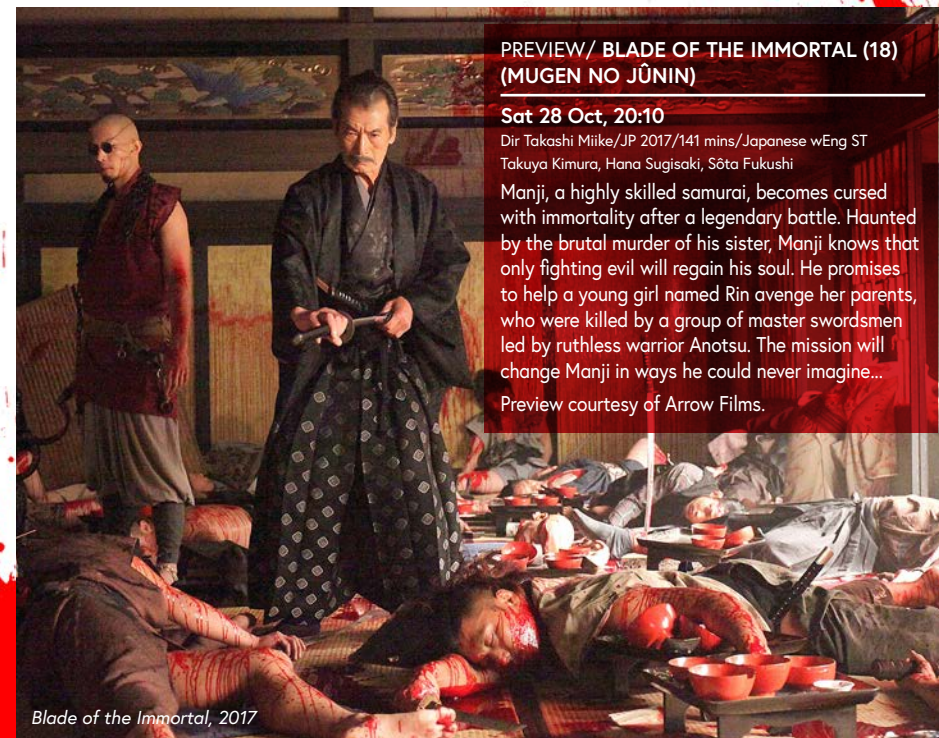 PREVIEW/ BLADE OF THE IMMORTAL (18)
(MUGEN NO JÛNIN)
Sat 28 Oct, 20:10
Dir Takashi Miike/JP 2017/141 mins/Japanese wEng ST
Takuya Kimura, Hana Sugisaki, Sôta Fukushi
Manji, a highly skilled samurai, becomes cursed
with immortality after a legendary battle. Haunted
by the brutal murder of his sister, Manji knows that
only fighting evil will regain his soul. He promises
to help a young girl named Rin avenge her parents,
who were killed by a group of master swordsmen
led by ruthless warrior Anotsu. The mission will
change Manji in ways he could never imagine...
Preview courtesy of Arrow Films.
Blade of the Immortal, 2017